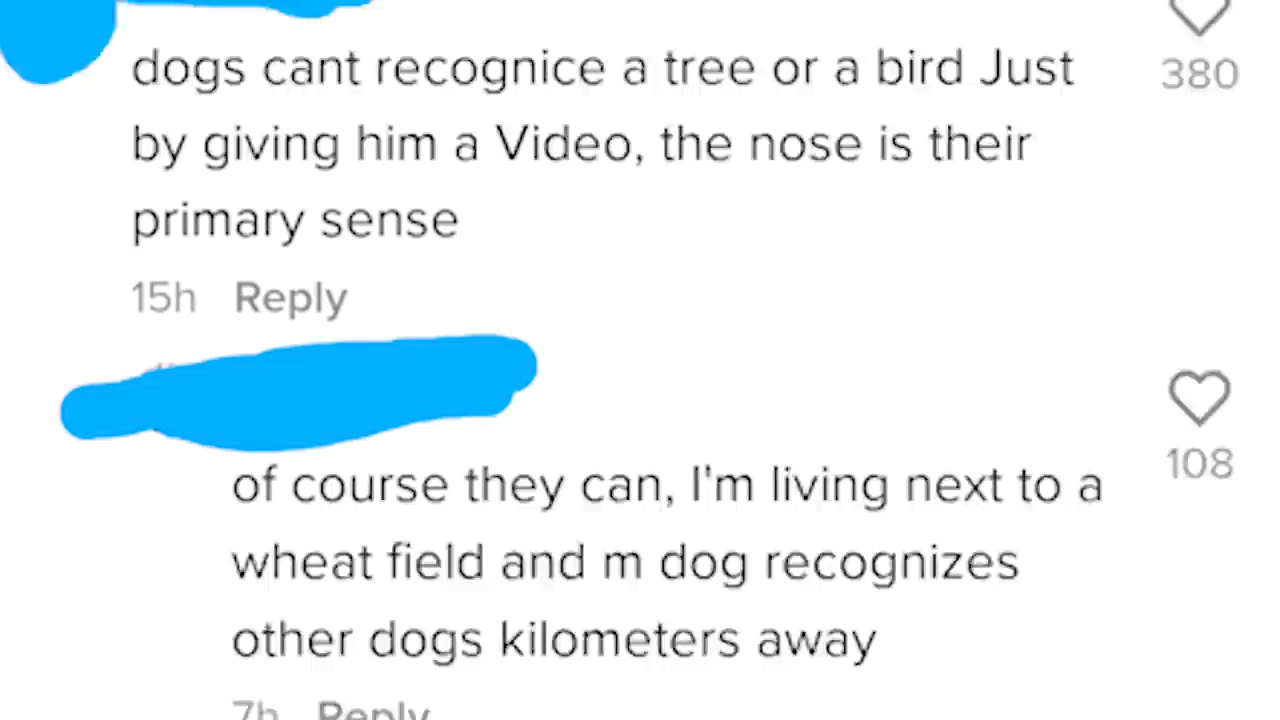 380
dogs cant recognice a tree or a bird Just
by giving him a Video, the nose is their
primary sense
15h Reply
108
of course they can, I'm living next to a
wheat field and m dog recognizes
other dogs kilometers away
7h Reply